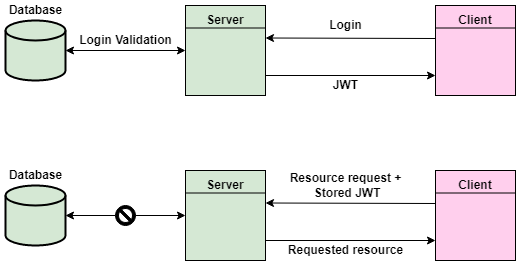 Database
Server
Client
Login Validation
Login
JWT
Database
Server
Client
Resource request +
Stored JWT
Requested resource